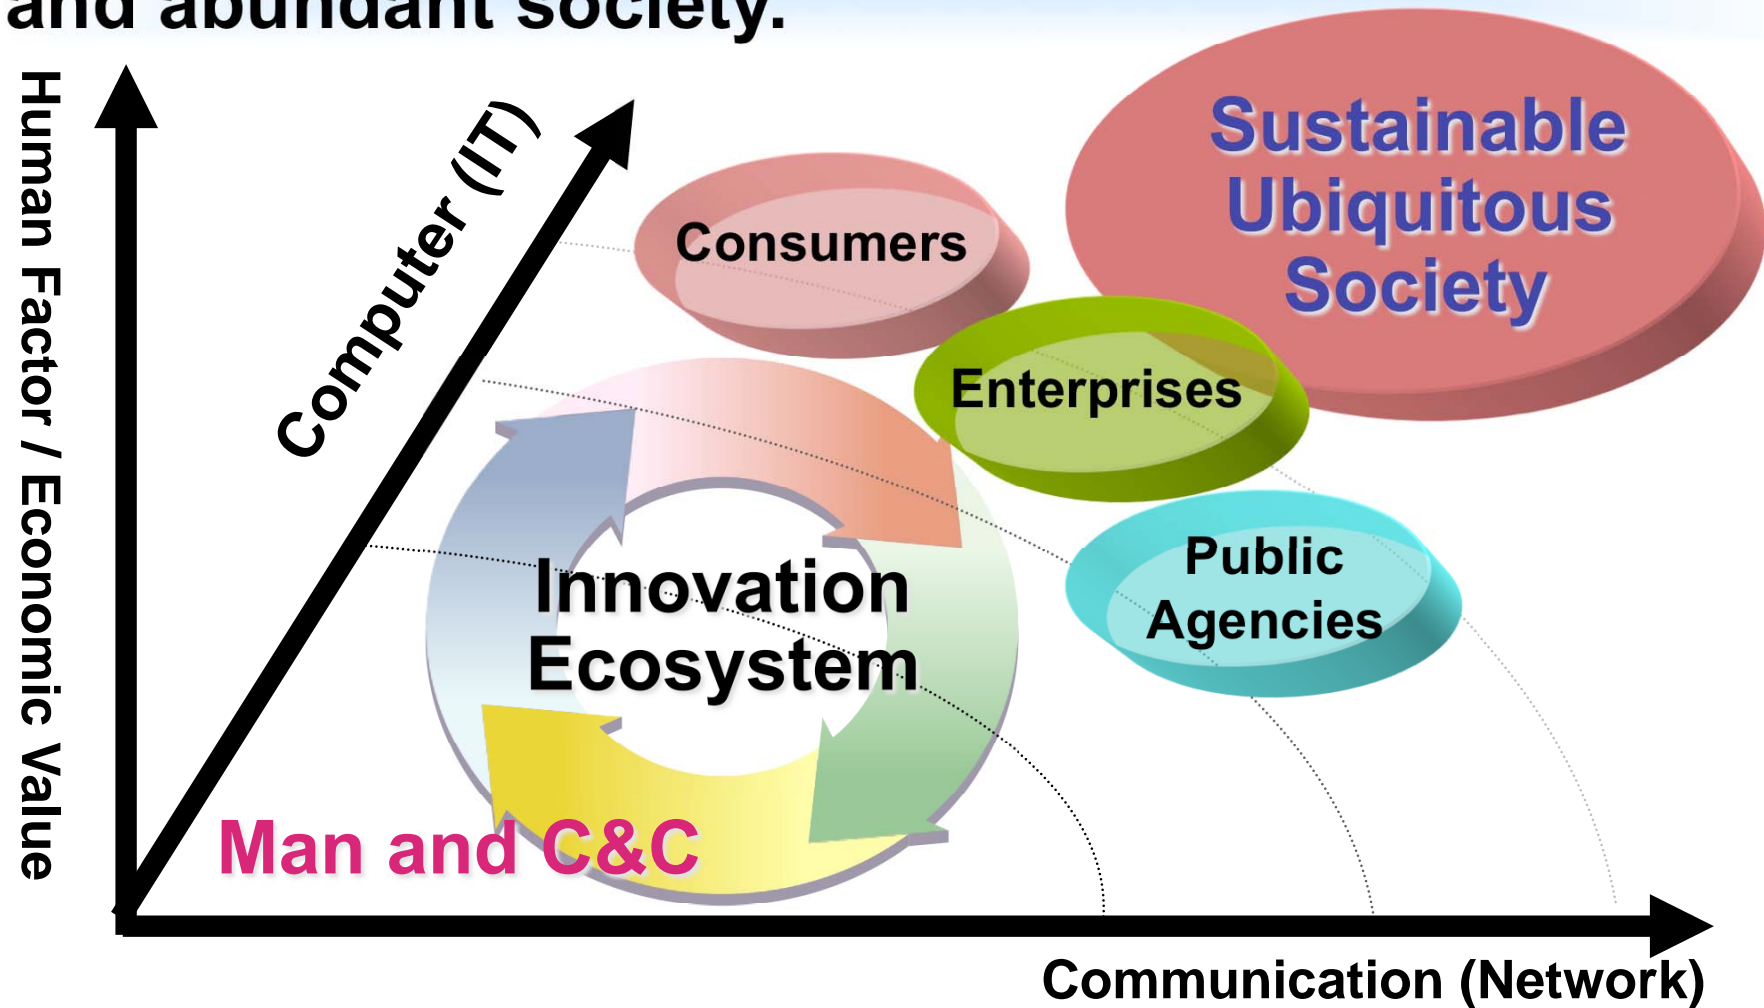 and abundant society.
Human Factor / Economic Value
Computer (IT)
Consumers
Sustainable
Ubiquitous
Society
Enterprises
Public
Agencies
Innovation
Ecosystem
Man and C&C
Communication (Network)